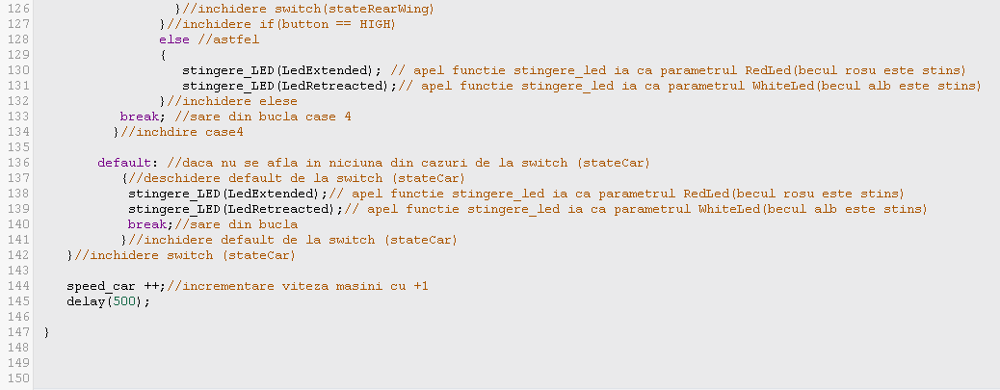 126 }//inchidere switch(stateRearWing)
127 }//inchidere if(button == HIGH)
128 else //astfel
129 {
130 stingere_LED(LedExtended); // apel functie stingere_led ia ca parametrul RedLed(becul rosu este stins)
131 stingere_LED(LedRetreacted);// apel functie stingere_led ia ca parametrul WhiteLed(becul alb este stins)
132 }//inchidere elese
133 break; //sare din bucla case 4
134 }//inchdire case4
135
136 default: //daca nu se afla in niciuna din cazuri de la switch (stateCar)
137 {//deschidere default de la switch (stateCar)
138 stingere_LED(LedExtended);// apel functie stingere_led ia ca parametrul RedLed(becul rosu este stins)
139 stingere_LED(LedRetreacted);// apel functie stingere_led ia ca parametrul WhiteLed(becul alb este stins)
140 break;//sare din bucla
141 }//inchidere default de la switch (stateCar)
142 }//inchidere switch (stateCar)
143
144 speed_car ++;//incrementare viteza masini cu +1
145 delay(500);
146
147 }
148
149
150